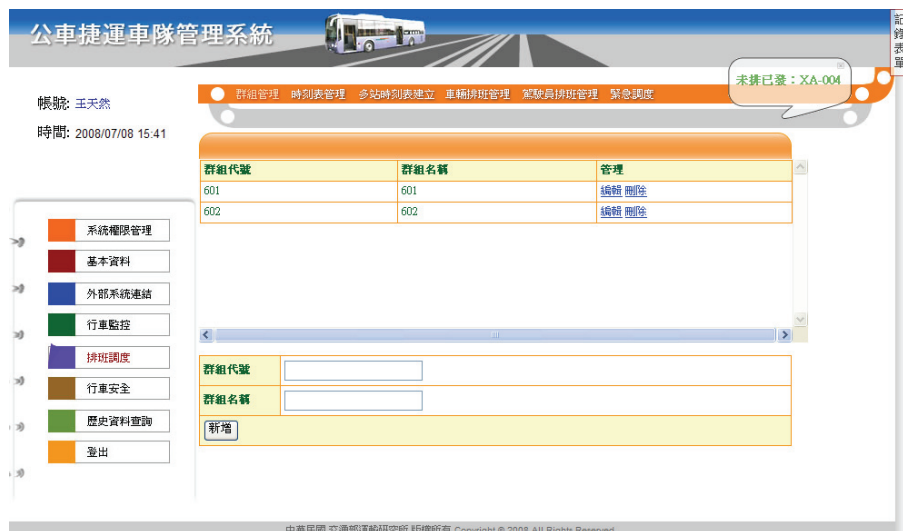 公車捷運車隊管理系統
記錄表單
未排已發：XA-004
帳號: 王天然
時間: 2008/07/08 15:41
群組管理 時刻表管理 多站時刻表建立 車輛排班管理 駕駛員排班管理 緊急調度
群組代號 群組名稱 管理
601 601 編輯 刪除
602 602 編輯 刪除
系統權限管理
基本資料
外部系統連結
行車監控
排班調度
行車安全
歷史資料查詢
登出
群組代號
群組名稱
新增
中華民國 交通部運輸研究所 版權所有 Copyright © 2008 All Rights Reserved